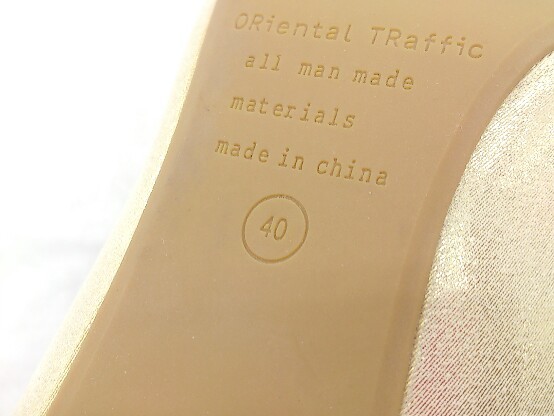 ORiental TRaffic
all man made
materials
made in china
40